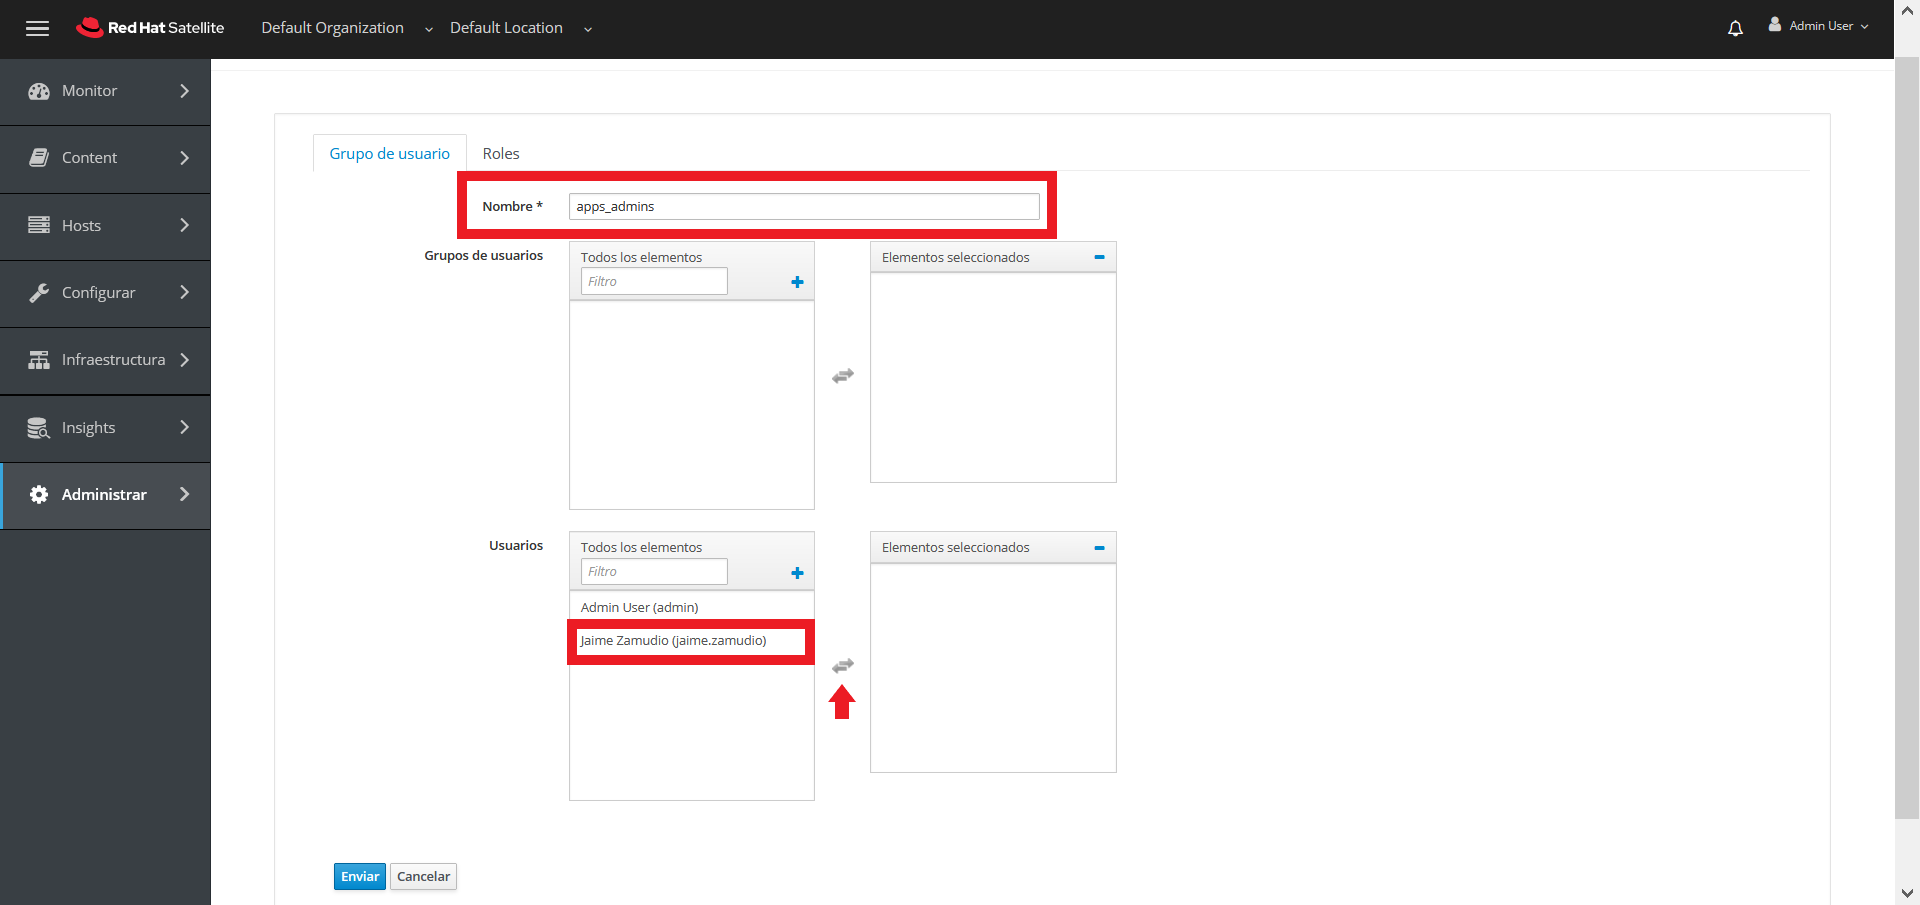 Red Hat Satellite
Default Organization
Default Location
Admin User
Monitor
Content
Hosts
Configurar
Infraestructura
Insights
Administrar
Grupo de usuario
Roles
Nombre *
apps_admins
Grupos de usuarios
Todos los elementos
Filtro
Elementos seleccionados
Usuarios
Todos los elementos
Filtro
Admin User (admin)
Jaime Zamudio (jaime.zamudio)
Elementos seleccionados
Enviar
Cancelar